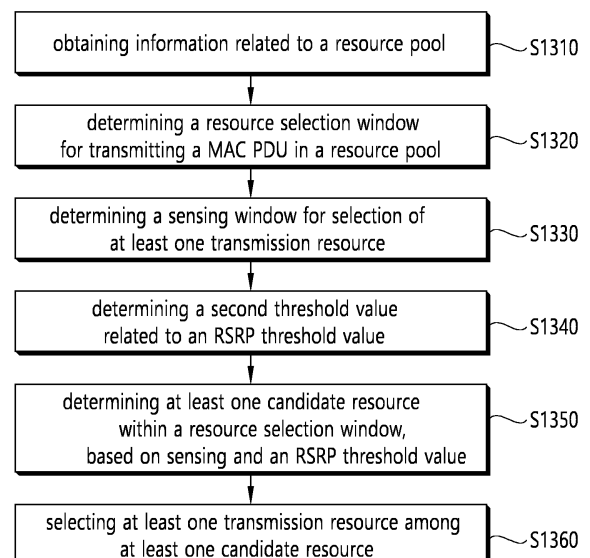 obtaining information related to a resource pool
S1310
determining a resource selection window
for transmitting a MAC PDU in a resource pool
S1320
determining a sensing window for selection of
at least one transmission resource
S1330
determining a second threshold value
related to an RSRP threshold value
S1340
determining at least one candidate resource
within a resource selection window,
based on sensing and an RSRP threshold value
S1350
selecting at least one transmission resource among
at least one candidate resource
S1360